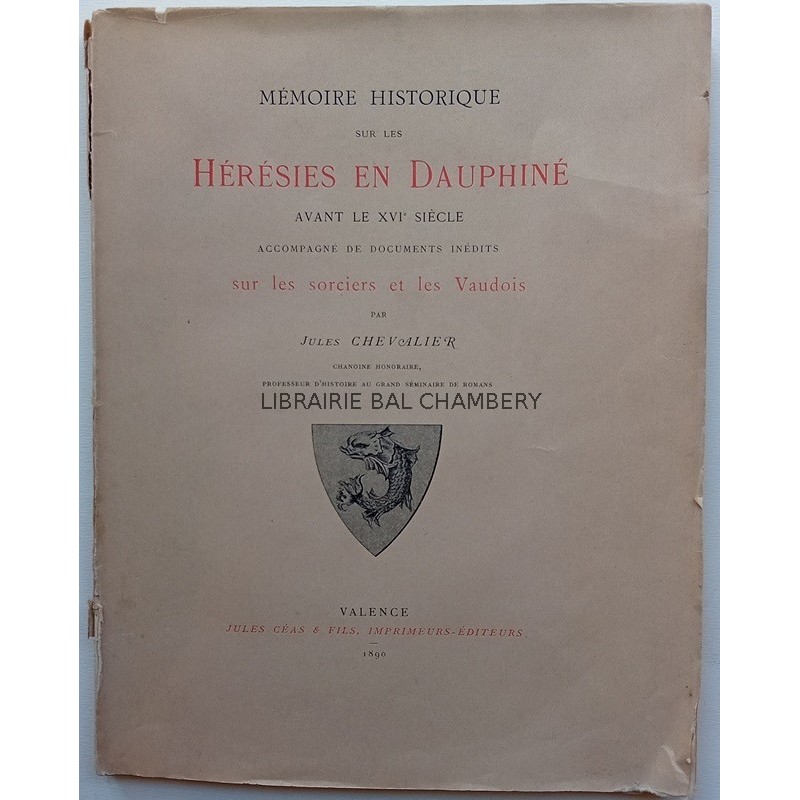 MÉMOIRE HISTORIQUE
SUR LES
HÉRÉSIES EN DAUPHINÉ
AVANT LE XVIe SIÈCLE
ACCOMPAGNÉ DE DOCUMENTS INÉDITS
sur les sorciers et les Vaudois
PAR
JULES CHEVALIER
CHANOINE HONORAIRE,
PROFESSEUR D'HISTOIRE AU GRAND SÉMINAIRE DE ROMANS
LIBRAIRIE BAL CHAMBERY
VALENCE
JULES CÉAS & FILS, IMPRIMEURS-ÉDITEURS
1890